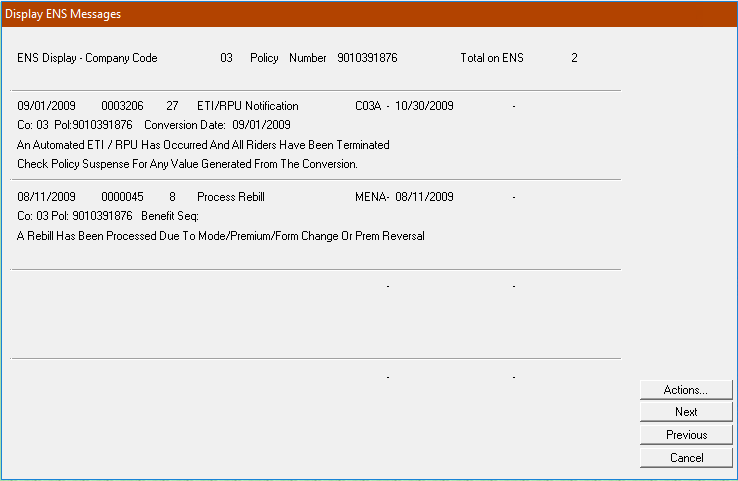 Display ENS Messages
ENS Display - Company Code 03 Policy Number 9010391876 Total on ENS 2
09/01/2009 0003206 27 ETI/RPU Notification C03A - 10/30/2009 -
Co: 03 Pol:9010391876 Conversion Date: 09/01/2009
An Automated ETI / RPU Has Occurred And All Riders Have Been Terminated
Check Policy Suspense For Any Value Generated From The Conversion.
08/11/2009 0000045 8 Process Rebill MENA- 08/11/2009 -
Co: 03 Pol: 9010391876 Benefit Seq:
A Rebill Has Been Processed Due To Mode/Premium/Form Change Or Prem Reversal
- -
- -
Actions...
Next
Previous
Cancel